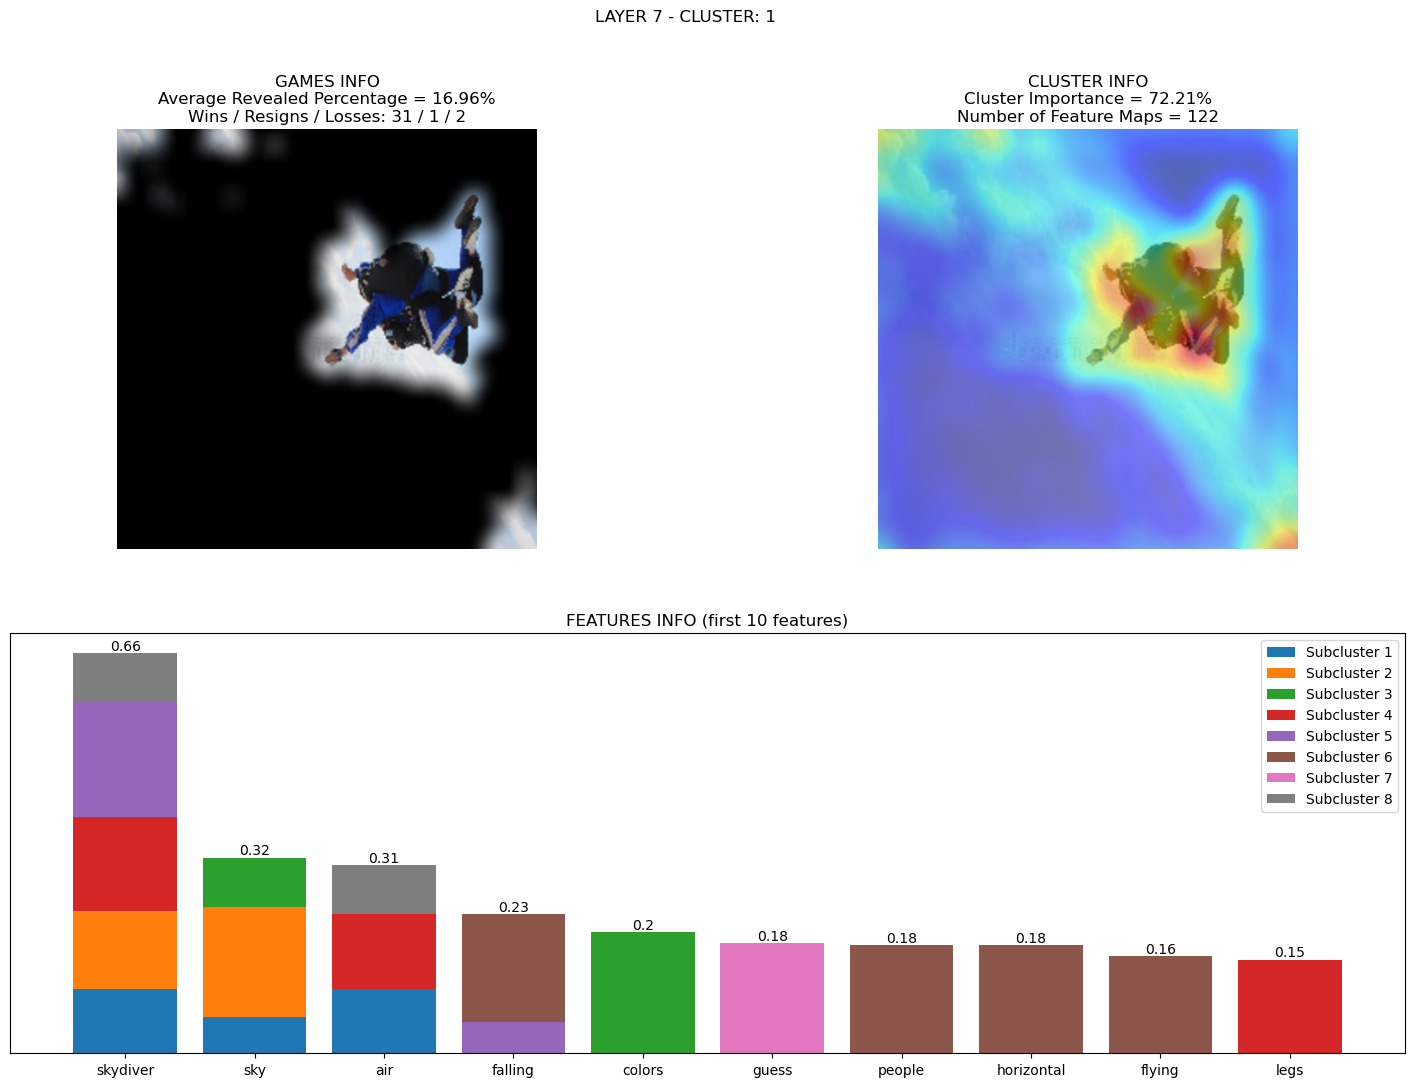 LAYER 7 - CLUSTER: 1
GAMES INFO
Average Revealed Percentage = 16.96%
Wins / Resigns / Losses: 31 / 1 / 2
CLUSTER INFO
Cluster Importance = 72.21%
Number of Feature Maps = 122
FEATURES INFO (first 10 features)
0.66
0.32
0.31
0.23
0.2
0.18
0.18
0.18
0.16
0.15
Subcluster 1
Subcluster 2
Subcluster 3
Subcluster 4
Subcluster 5
Subcluster 6
Subcluster 7
Subcluster 8
skydiver
sky
air
falling
colors
guess
people
horizontal
flying
legs